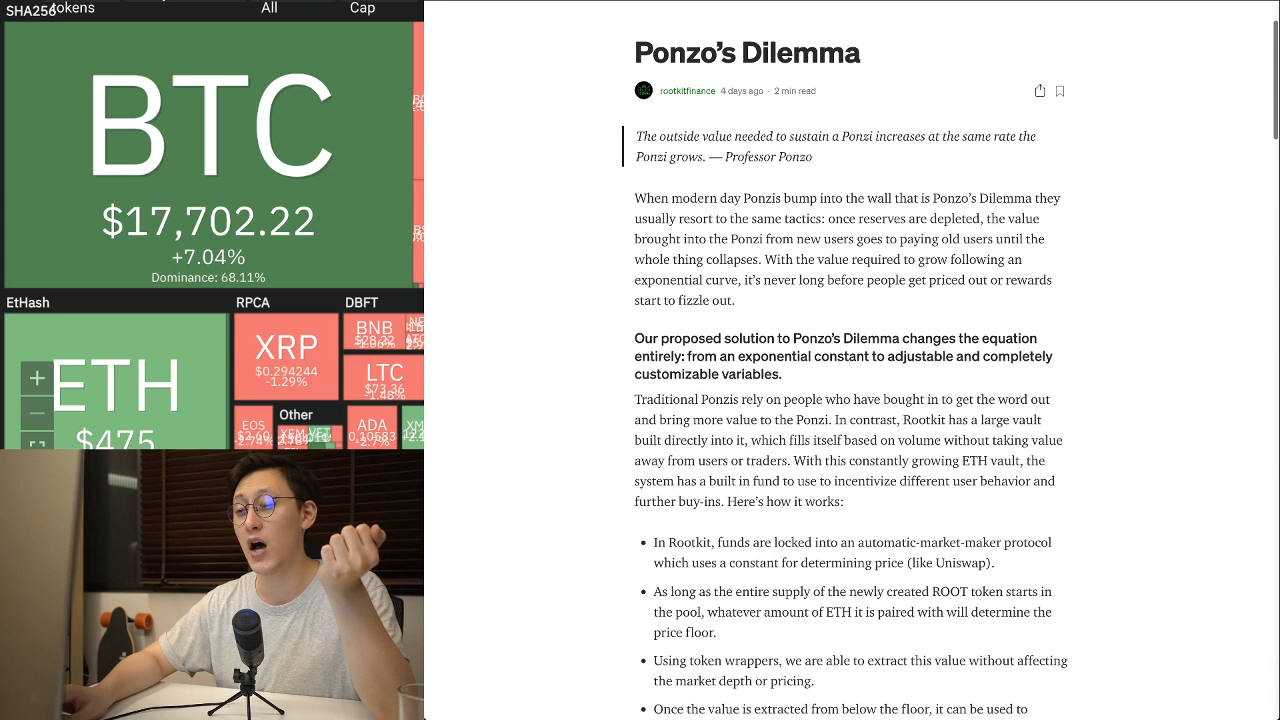 SHA256
tokens
All
Cap
BTC
$17,702.22
+7.04%
Dominance: 68.11%
EtHash
RPCA
DBFT
ETH
$475
XRP
$0.294244
-1.29%
BNB
LTC
$73.36
-1.48%
EOS
Other
ADA
XM
Ponzo’s Dilemma
rootkitfinance 4 days ago · 2 min read
The outside value needed to sustain a Ponzi increases at the same rate the
Ponzi grows. — Professor Ponzo
When modern day Ponzis bump into the wall that is Ponzo’s Dilemma they
usually resort to the same tactics: once reserves are depleted, the value
brought into the Ponzi from new users goes to paying old users until the
whole thing collapses. With the value required to grow following an
exponential curve, it’s never long before people get priced out or rewards
start to fizzle out.
Our proposed solution to Ponzo’s Dilemma changes the equation
entirely: from an exponential constant to adjustable and completely
customizable variables.
Traditional Ponzis rely on people who have bought in to get the word out
and bring more value to the Ponzi. In contrast, Rootkit has a large vault
built directly into it, which fills itself based on volume without taking value
away from users or traders. With this constantly growing ETH vault, the
system has a built in fund to use to incentivize different user behavior and
further buy-ins. Here’s how it works:
• In Rootkit, funds are locked into an automatic-market-maker protocol
which uses a constant for determining price (like Uniswap).
• As long as the entire supply of the newly created ROOT token starts in
the pool, whatever amount of ETH it is paired with will determine the
price floor.
• Using token wrappers, we are able to extract this value without affecting
the market depth or pricing.
• Once the value is extracted from below the floor, it can be used to